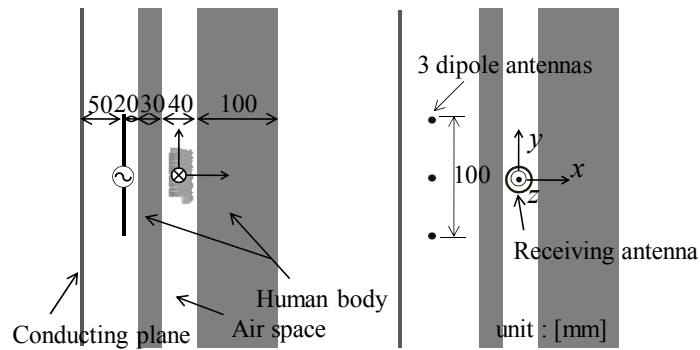 3 dipole antennas
50 20 30 40 100
100
y
x
z
Receiving antenna
Human body
Conducting plane
Air space
unit : [mm]